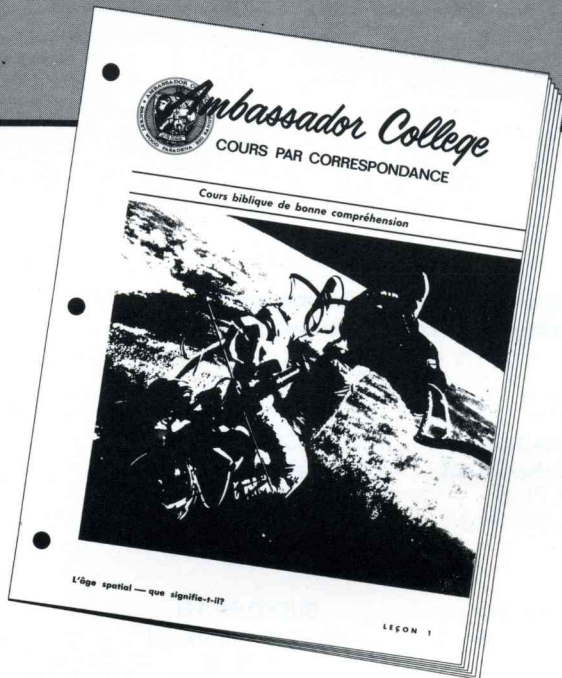 Ambassador College
COURS PAR CORRESPONDANCE
Cours biblique de bonne compréhension
L'âge spatial — que signifie-t-il?
LEÇON 1